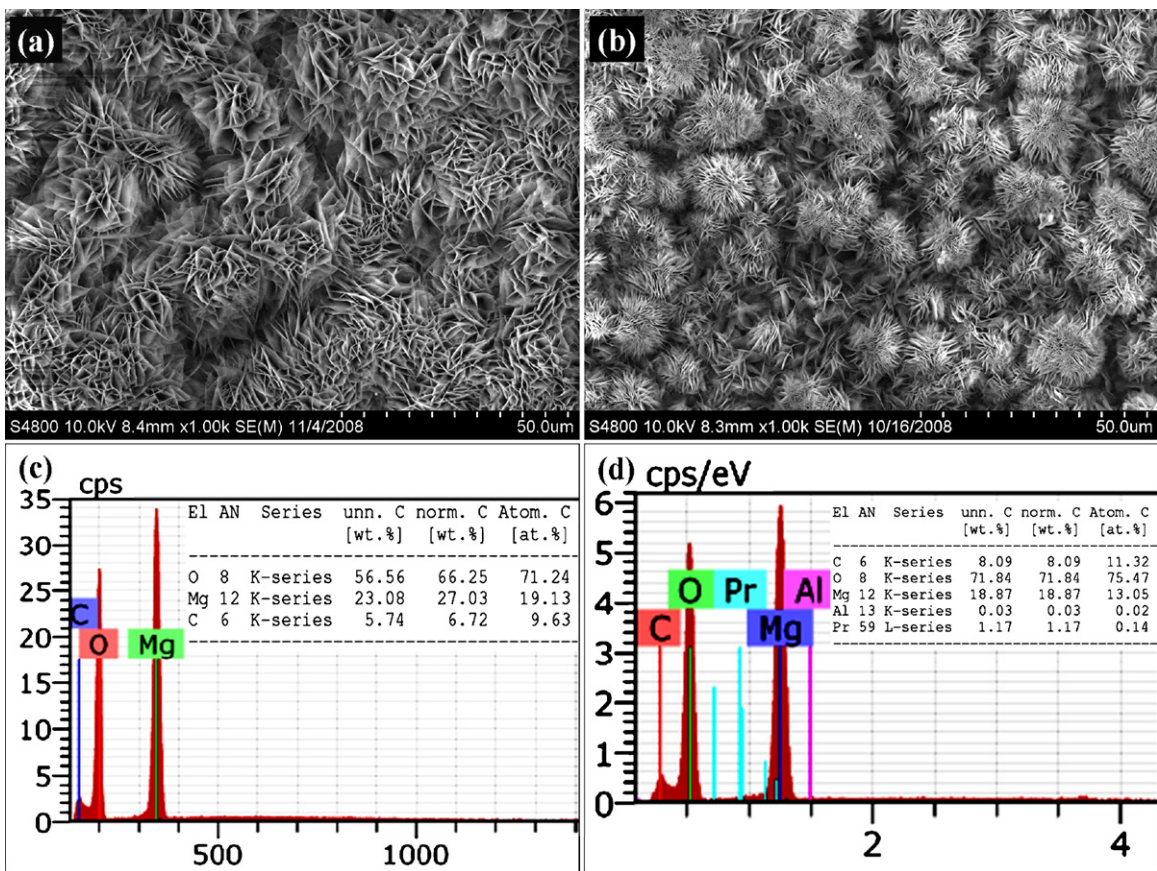 (a)
S4800 10.0kV 8.4mm x1.00k SE(M) 11/4/2008 50.0um
(b)
S4800 10.0kV 8.3mm x1.00k SE(M) 10/16/2008 50.0um
(c)
cps
35
30
25
20
15
10
5
0
500 1000
El AN Series unn. C norm. C Atom. C
[wt.%] [wt.%] [at.%]
O 8 K-series 56.56 66.25 71.24
Mg 12 K-series 23.08 27.03 19.13
C 6 K-series 5.74 6.72 9.63
C
O Mg
(d) cps/eV
6
5
4
3
2
1
0
2 4
El AN Series unn. C norm. C Atom. C
[wt.%] [wt.%] [at.%]
C 6 K-series 8.09 8.09 11.32
O 8 K-series 71.84 71.84 75.47
Mg 12 K-series 18.87 18.87 13.05
Al 13 K-series 0.03 0.03 0.02
Pr 59 L-series 1.17 1.17 0.14
O Pr Al
C Mg